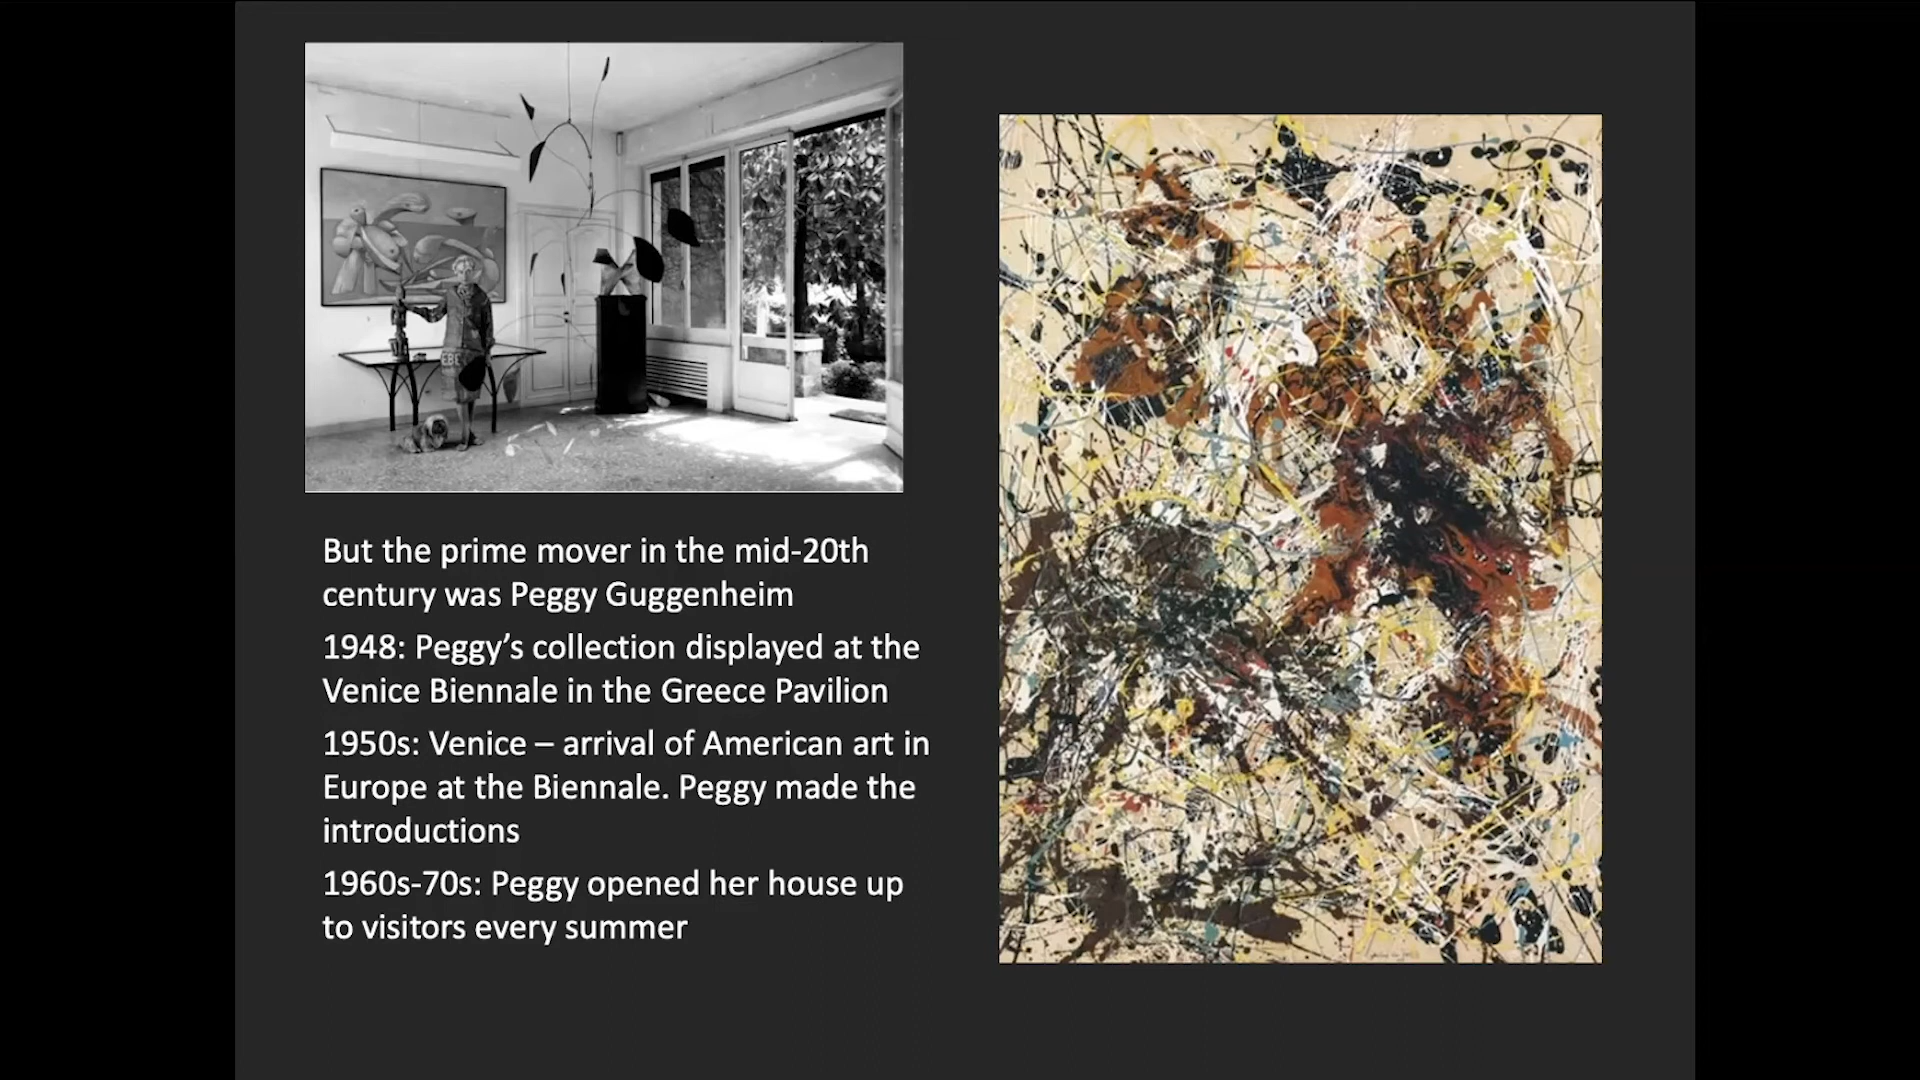 But the prime mover in the mid-20th
century was Peggy Guggenheim
1948: Peggy’s collection displayed at the
Venice Biennale in the Greece Pavilion
1950s: Venice – arrival of American art in
Europe at the Biennale. Peggy made the
introductions
1960s-70s: Peggy opened her house up
to visitors every summer